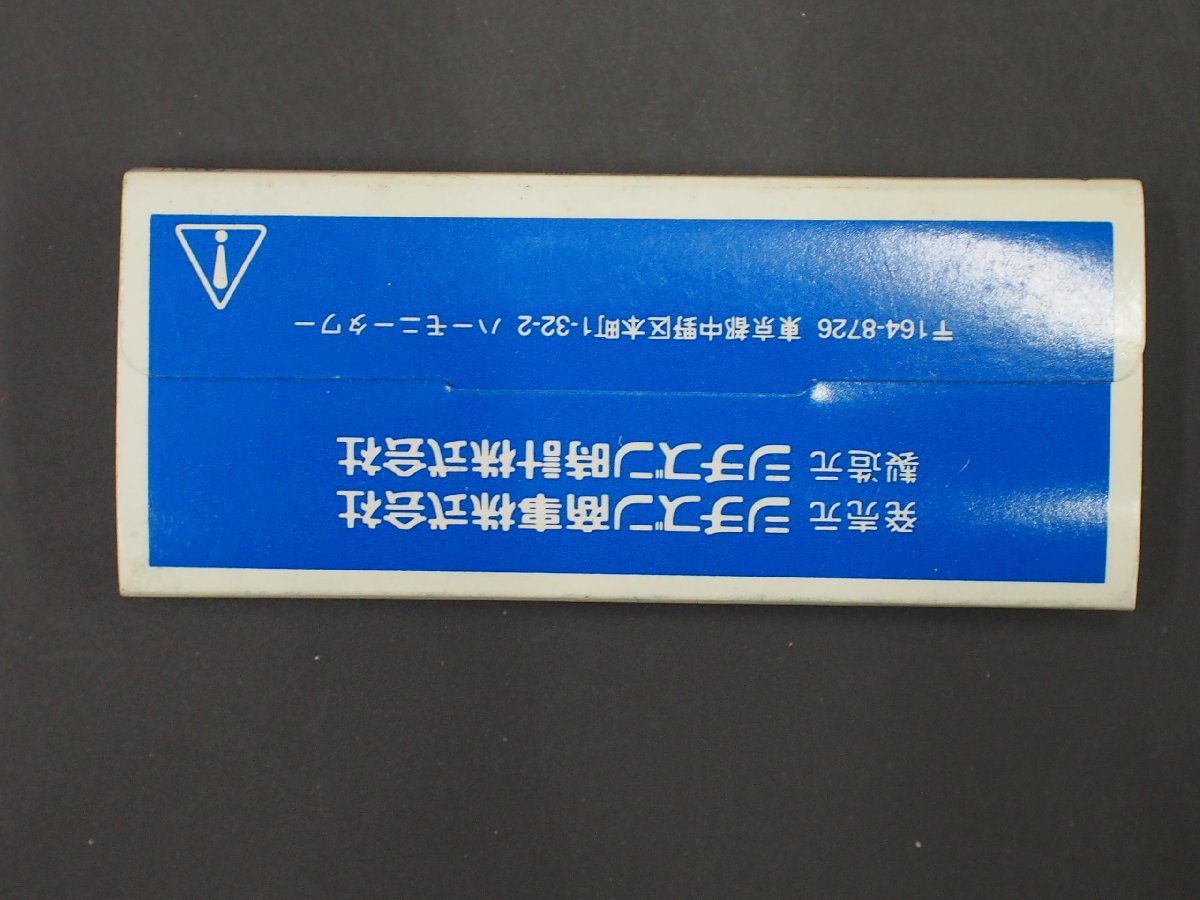 発売元 シチズン商事株式会社
製造元 シチズン時計株式会社
〒164-8726 東京都中野区本町1-32-2 ハーモニータワー